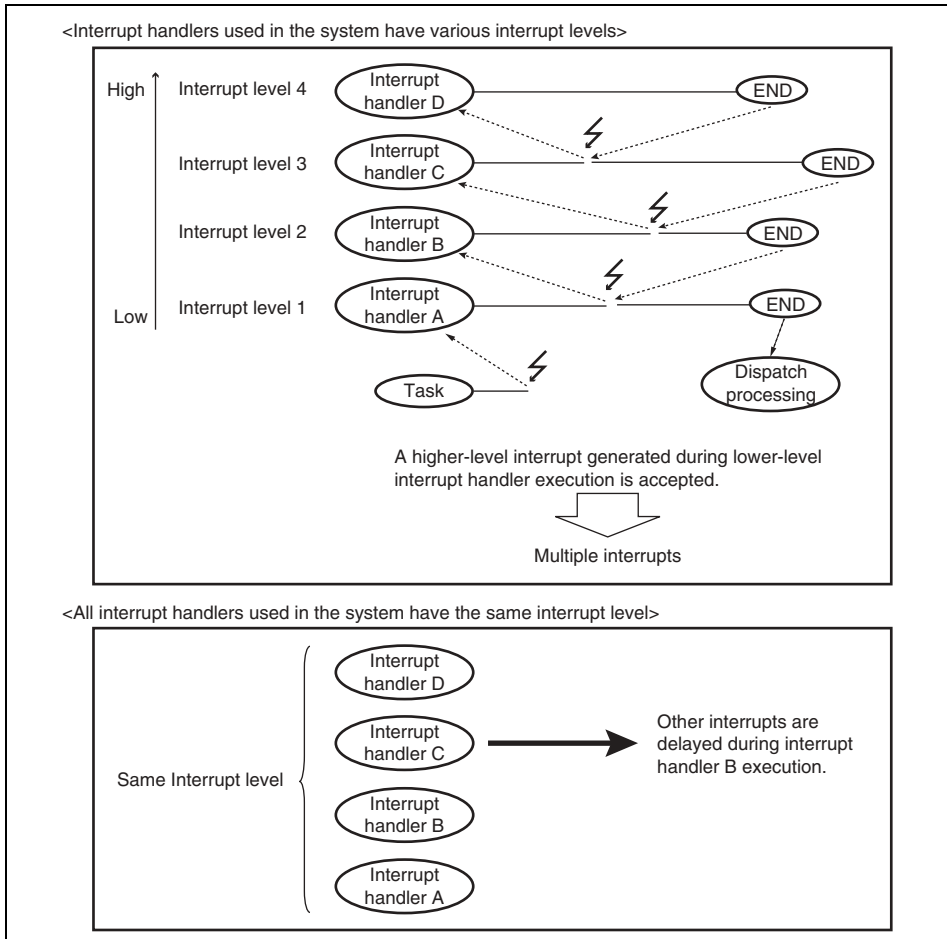 <Interrupt handlers used in the system have various interrupt levels>
High
Interrupt level 4
Interrupt
handler D
END
Interrupt level 3
Interrupt
handler C
END
Interrupt level 2
Interrupt
handler B
END
Low
Interrupt level 1
Interrupt
handler A
END
Task
Dispatch
processing
A higher-level interrupt generated during lower-level
interrupt handler execution is accepted.
Multiple interrupts
<All interrupt handlers used in the system have the same interrupt level>
Same Interrupt level
Interrupt
handler D
Interrupt
handler C
Interrupt
handler B
Interrupt
handler A
Other interrupts are
delayed during interrupt
handler B execution.